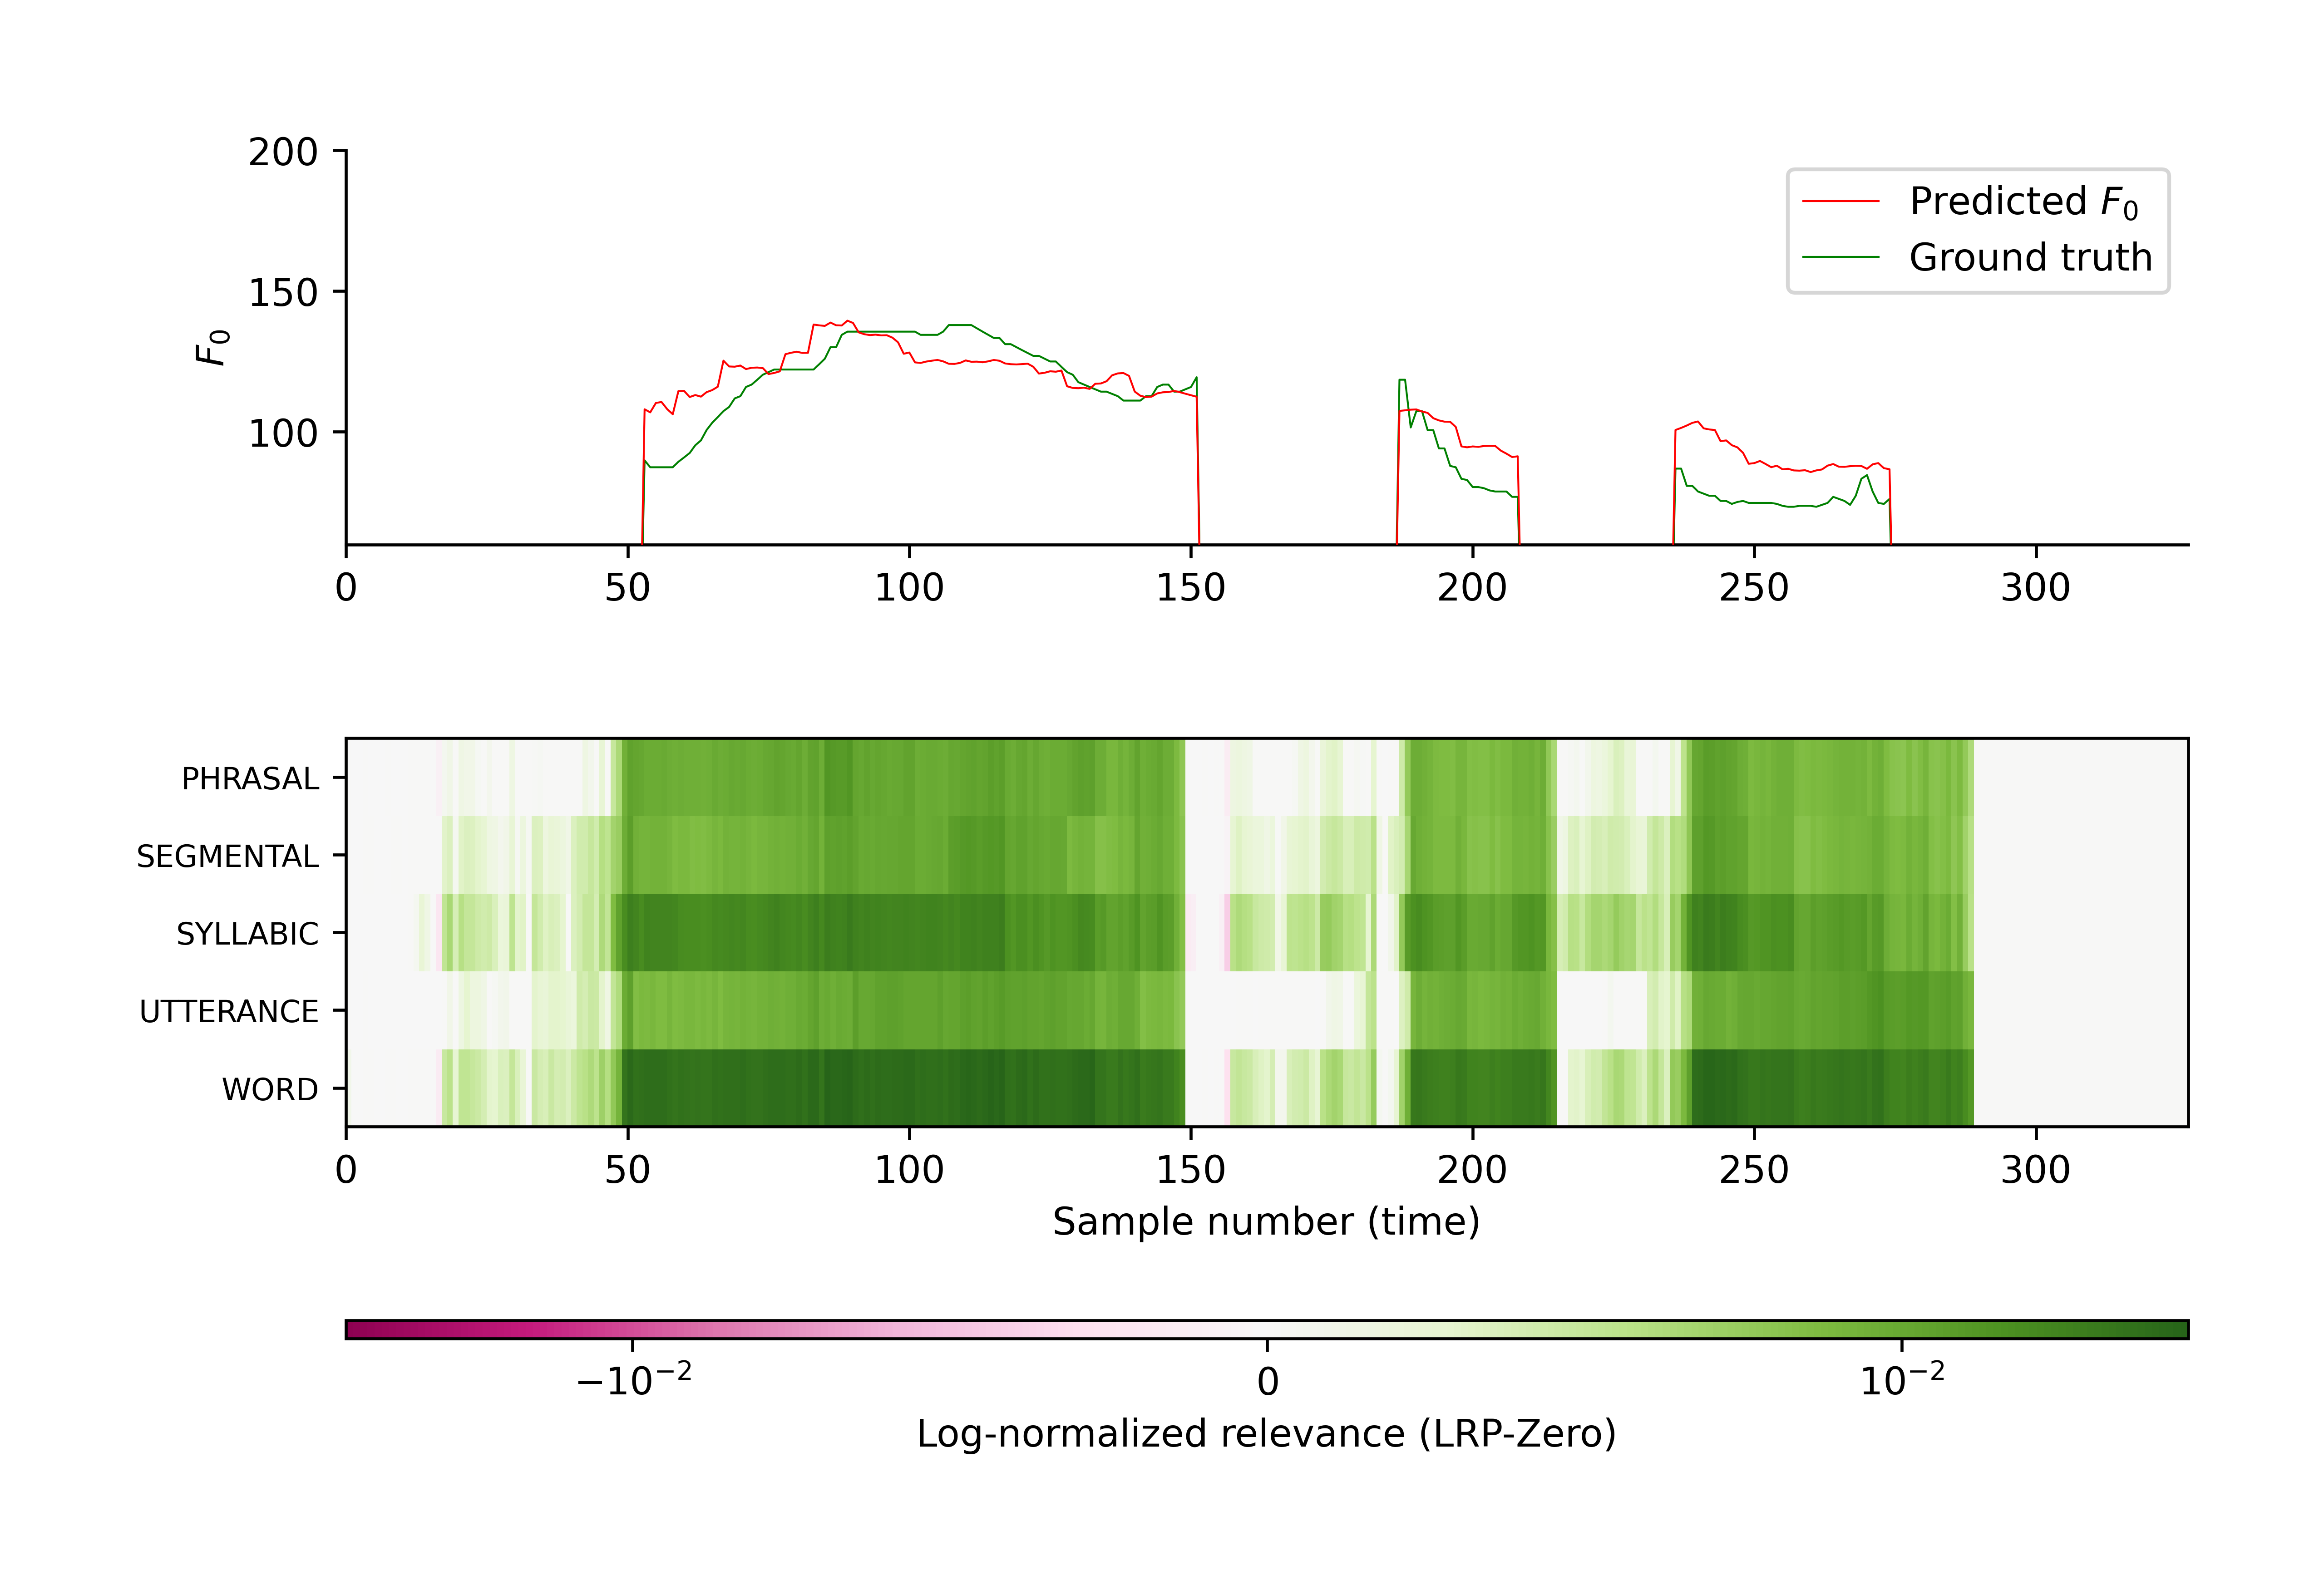 200
150
100
F₀
Predicted F₀
Ground truth
0 50 100 150 200 250 300
PHRASAL
SEGMENTAL
SYLLABIC
UTTERANCE
WORD
0 50 100 150 200 250 300
Sample number (time)
−10⁻² 0 10⁻²
Log-normalized relevance (LRP-Zero)